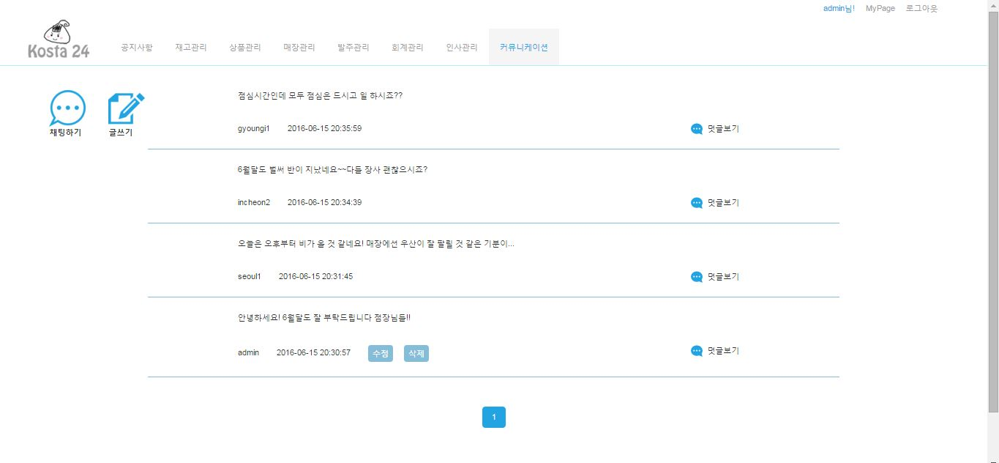 admin님! MyPage 로그아웃
Kosta 24
공지사항 재고관리 상품관리 매장관리 발주관리 회계관리 인사관리 커뮤니케이션
채팅하기 글쓰기
점심시간인데 모두 점심은 드시고 일 하시죠??
gyoungi1 2016-06-15 20:35:59 덧글보기
6월달도 벌써 반이 지났네요~~다들 장사 괜찮으시죠?
incheon2 2016-06-15 20:34:39 덧글보기
오늘은 오후부터 비가 올 것 같네요! 매장에선 우산이 잘 팔릴 것 같은 기분이...
seoul1 2016-06-15 20:31:45 덧글보기
안녕하세요! 6월달도 잘 부탁드립니다 점장님들!!
admin 2016-06-15 20:30:57 수정 삭제 덧글보기
1